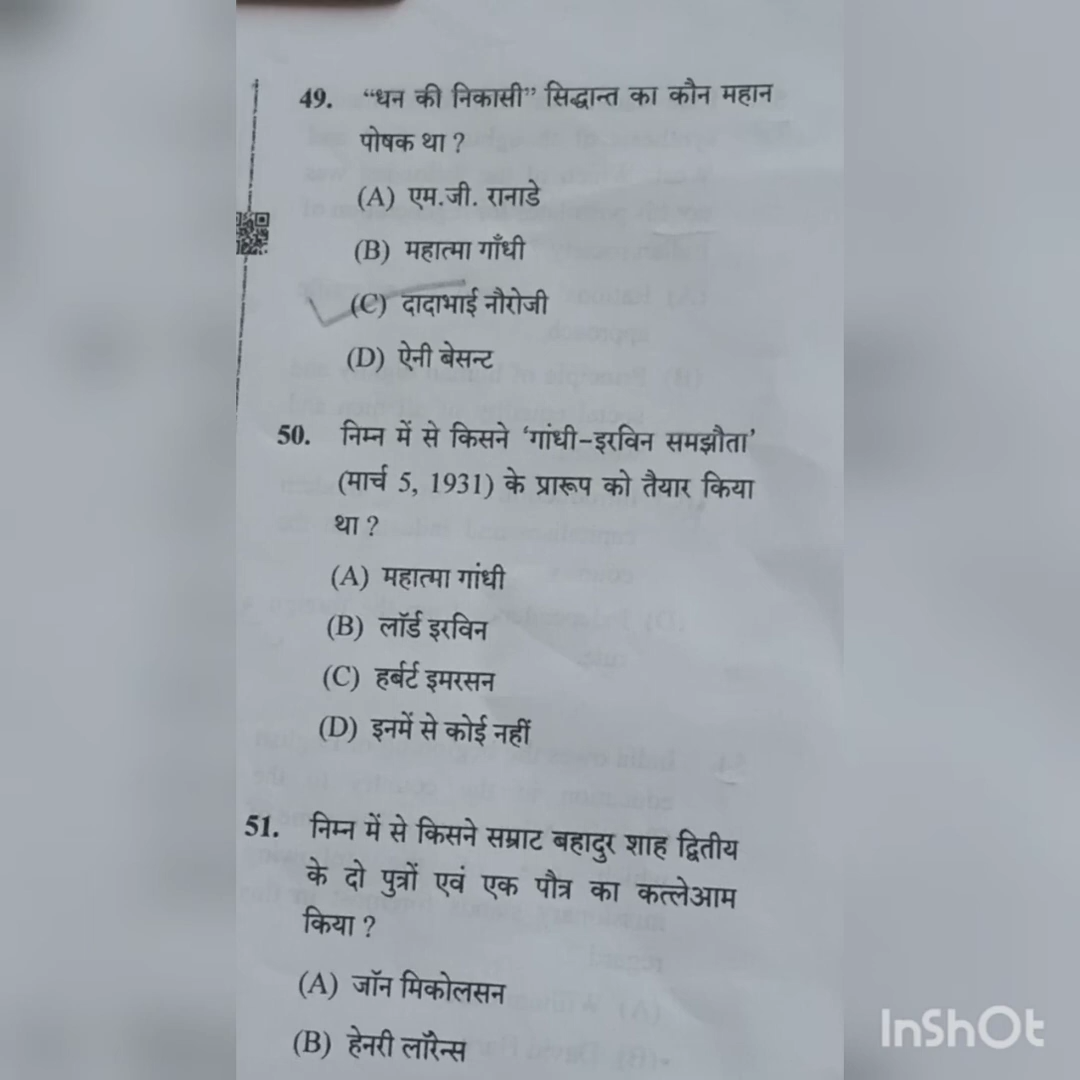 49. “धन की निकासी” सिद्धान्त का कौन महान
पोषक था ?
(A) एम.जी. रानाडे
(B) महात्मा गाँधी
(C) दादाभाई नौरोजी
(D) ऐनी बेसन्ट
50. निम्न में से किसने ‘गांधी-इरविन समझौता’
(मार्च 5, 1931) के प्रारूप को तैयार किया
था ?
(A) महात्मा गांधी
(B) लॉर्ड इरविन
(C) हर्बर्ट इमरसन
(D) इनमें से कोई नहीं
51. निम्न में से किसने सम्राट बहादुर शाह द्वितीय
के दो पुत्रों एवं एक पौत्र का कत्लेआम
किया ?
(A) जॉन मिकोलसन
(B) हेनरी लॉरेन्स
InShOt